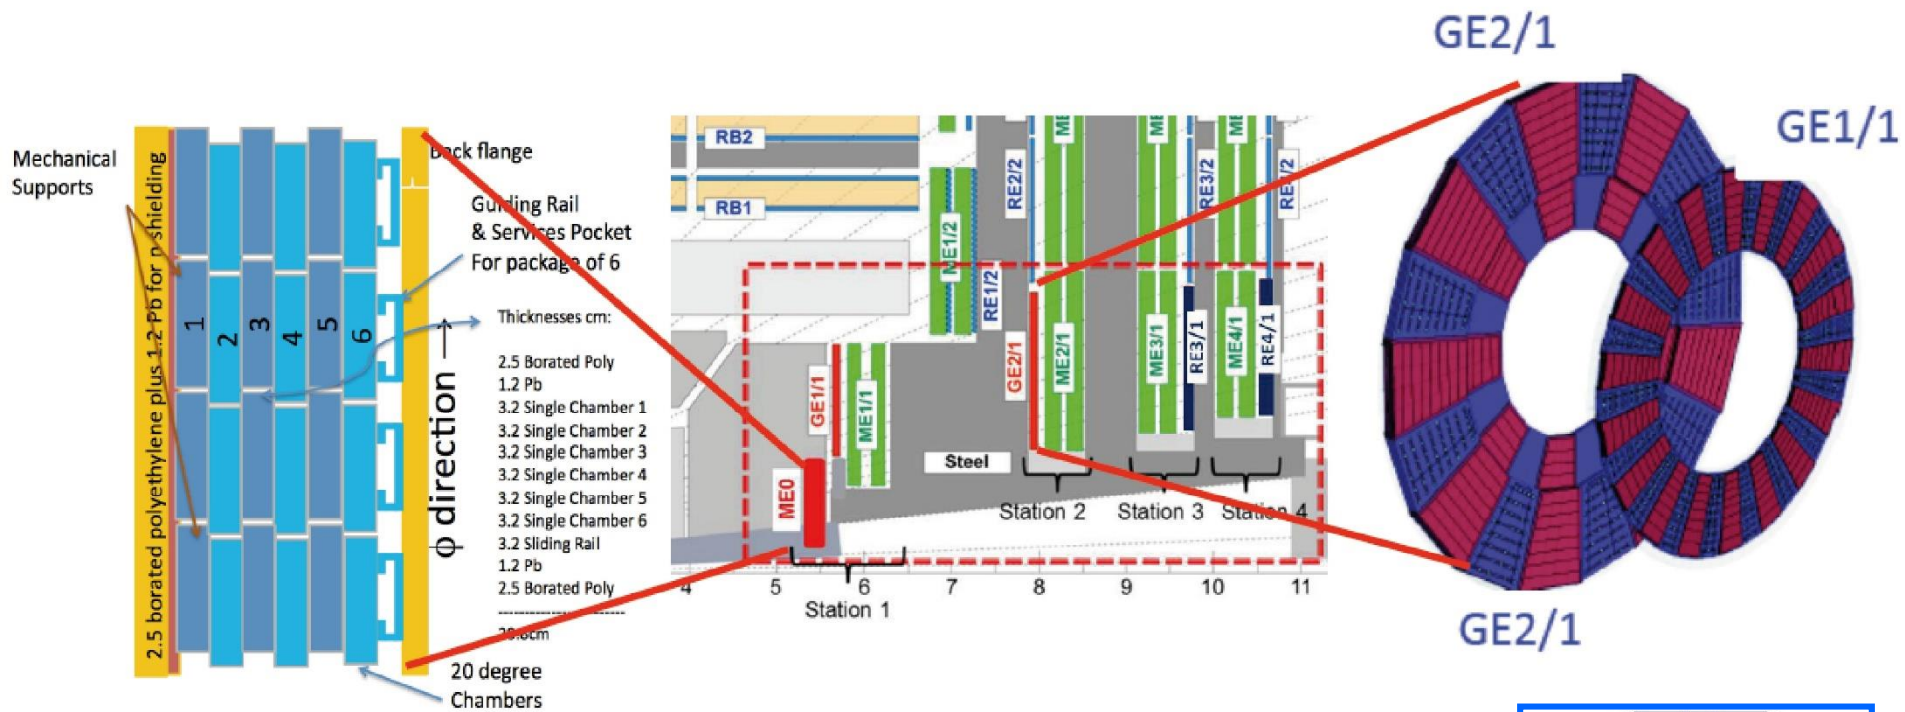 Mechanical
Supports
2.5 borated polyethylene plus 1.2 Pb for n shielding
1
2
3
4
5
6
Back flange
Guiding Rail
& Services Pocket
For package of 6
Thicknesses cm:
2.5 Borated Poly
1.2 Pb
3.2 Single Chamber 1
3.2 Single Chamber 2
3.2 Single Chamber 3
3.2 Single Chamber 4
3.2 Single Chamber 5
3.2 Single Chamber 6
3.2 Sliding Rail
1.2 Pb
2.5 Borated Poly
-------------------------
φ direction
20 degree
Chambers
RB2
RB1
ME1/2
RE1/2
RE2/2
ME
ME
ME
RE3/2
GE1/1
ME1/1
GE2/1
ME2/1
ME3/1
RE3/1
ME4/1
RE4/1
ME0
Steel
Station 2
Station 3
Station 4
4
5
6
7
8
9
10
11
Station 1
GE2/1
GE1/1
GE2/1